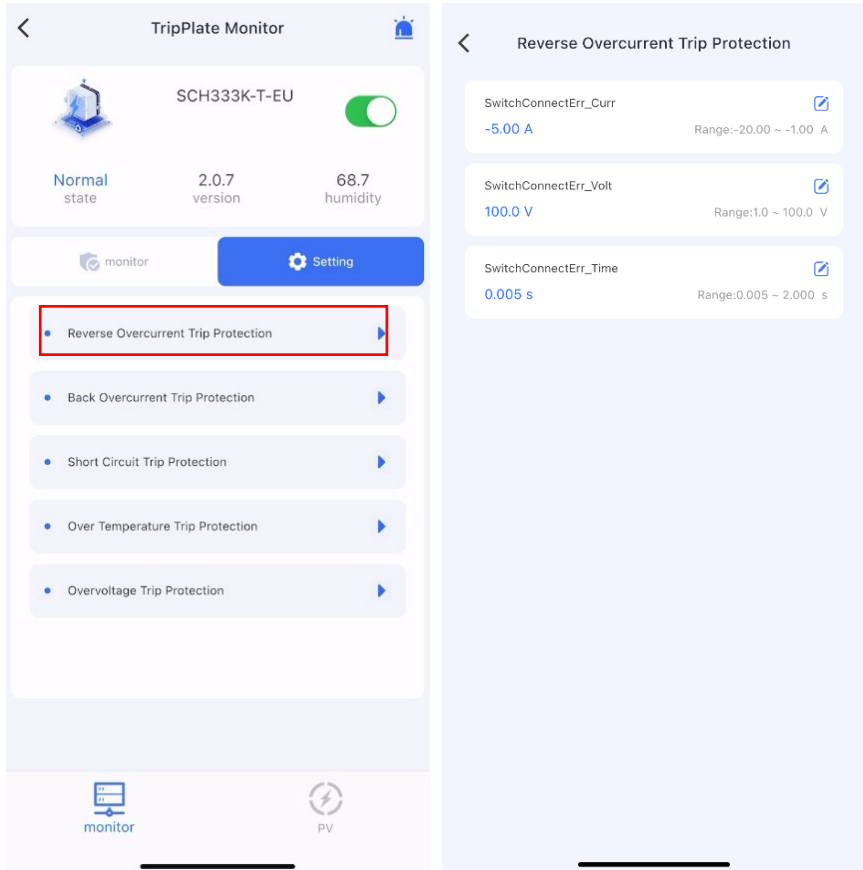 TripPlate Monitor
SCH333K-T-EU
Normal
state
2.0.7
version
68.7
humidity
monitor
Setting
Reverse Overcurrent Trip Protection
Back Overcurrent Trip Protection
Short Circuit Trip Protection
Over Temperature Trip Protection
Overvoltage Trip Protection
monitor
PV
Reverse Overcurrent Trip Protection
SwitchConnectErr_Curr
-5.00 A
Range:-20.00 ~ -1.00 A
SwitchConnectErr_Volt
100.0 V
Range:1.0 ~ 100.0 V
SwitchConnectErr_Time
0.005 s
Range:0.005 ~ 2.000 s